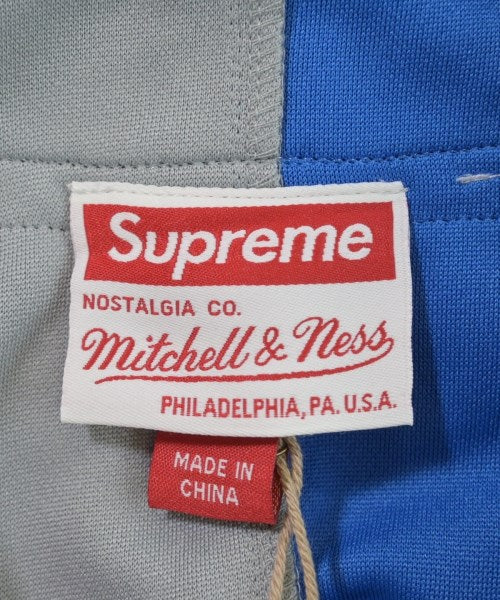 Supreme
NOSTALGIA CO.
Mitchell & Ness
PHILADELPHIA, PA. U.S.A.
MADE IN
CHINA